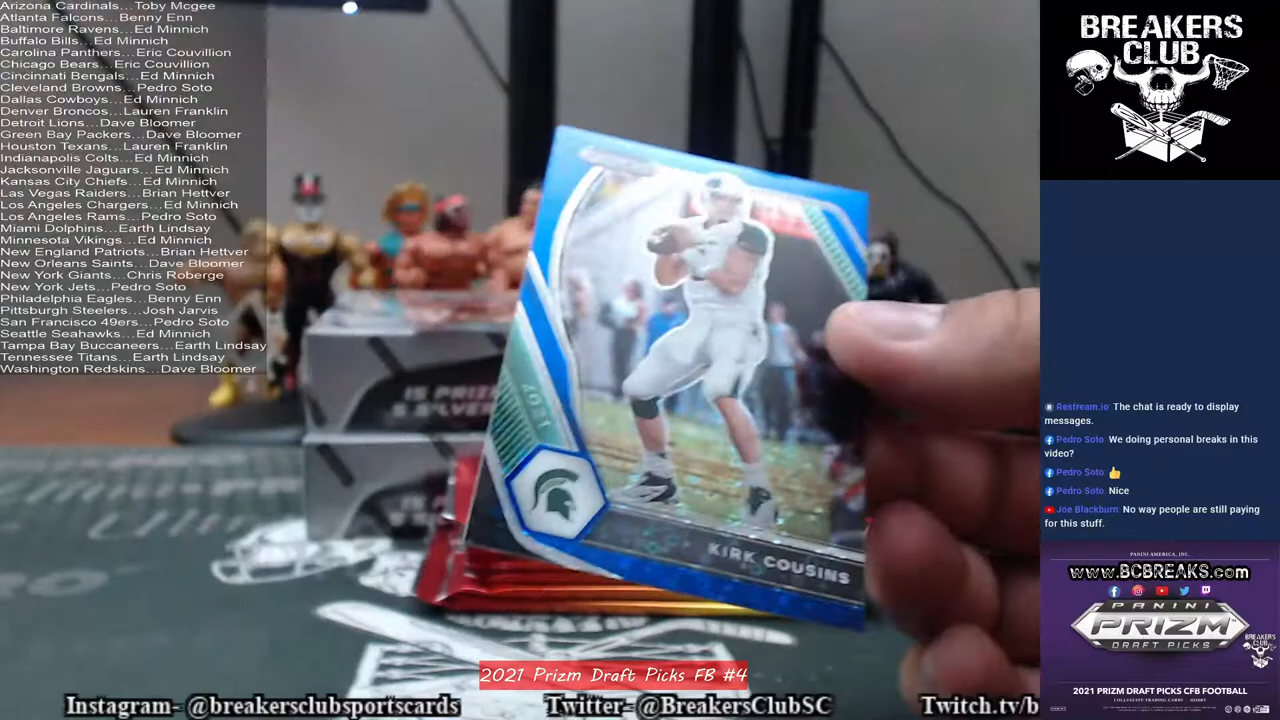 Arizona Cardinals...Toby Mcgee
Atlanta Falcons...Benny Enn
Baltimore Ravens...Ed Minnich
Buffalo Bills...Ed Minnich
Carolina Panthers...Eric Couvillion
Chicago Bears...Eric Couvillion
Cincinnati Bengals...Ed Minnich
Cleveland Browns...Pedro Soto
Dallas Cowboys...Ed Minnich
Denver Broncos...Lauren Franklin
Detroit Lions...Dave Bloomer
Green Bay Packers...Dave Bloomer
Houston Texans...Lauren Franklin
Indianapolis Colts...Ed Minnich
Jacksonville Jaguars...Ed Minnich
Kansas City Chiefs...Ed Minnich
Las Vegas Raiders...Brian Hettver
Los Angeles Chargers...Ed Minnich
Los Angeles Rams...Pedro Soto
Miami Dolphins...Earth Lindsay
Minnesota Vikings...Ed Minnich
New England Patriots...Brian Hettver
New Orleans Saints...Dave Bloomer
New York Giants...Chris Roberge
New York Jets...Pedro Soto
Philadelphia Eagles...Benny Enn
Pittsburgh Steelers...Josh Jarvis
San Francisco 49ers...Pedro Soto
Seattle Seahawks...Ed Minnich
Tampa Bay Buccaneers...Earth Lindsay
Tennessee Titans...Earth Lindsay
Washington Redskins...Dave Bloomer
KIRK COUSINS
2021 Prizm Draft Picks FB #4
Instagram- @breakersclubsportscards Twitter- @BreakersClubSC Twitch.tv/b
BREAKERS
CLUB
Restream.io The chat is ready to display
messages.
Pedro Soto We doing personal breaks in this
video?
Pedro Soto 👍
Pedro Soto Nice
Joe Blackburn No way people are still paying
for this stuff.
PANINI AMERICA, INC.
www.BCBREAKS.com
PANINI
PRIZM
DRAFT PICKS
2021 PRIZM DRAFT PICKS CFB FOOTBALL